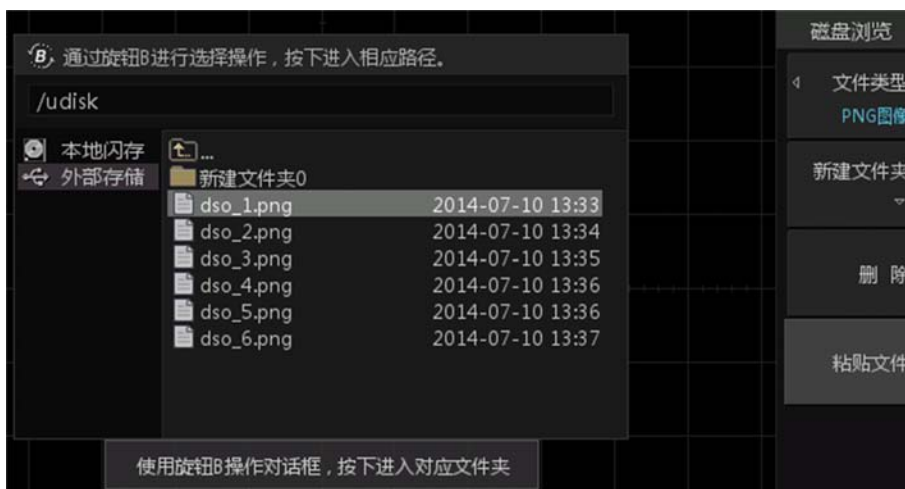 B 通过旋钮B进行选择操作，按下进入相应路径。
/udisk
本地闪存
外部存储
...
新建文件夹0
dso_1.png 2014-07-10 13:33
dso_2.png 2014-07-10 13:34
dso_3.png 2014-07-10 13:35
dso_4.png 2014-07-10 13:36
dso_5.png 2014-07-10 13:36
dso_6.png 2014-07-10 13:37
使用旋钮B操作对话框，按下进入对应文件夹
磁盘浏览
文件类型
PNG图像
新建文件夹
删 除
粘贴文件